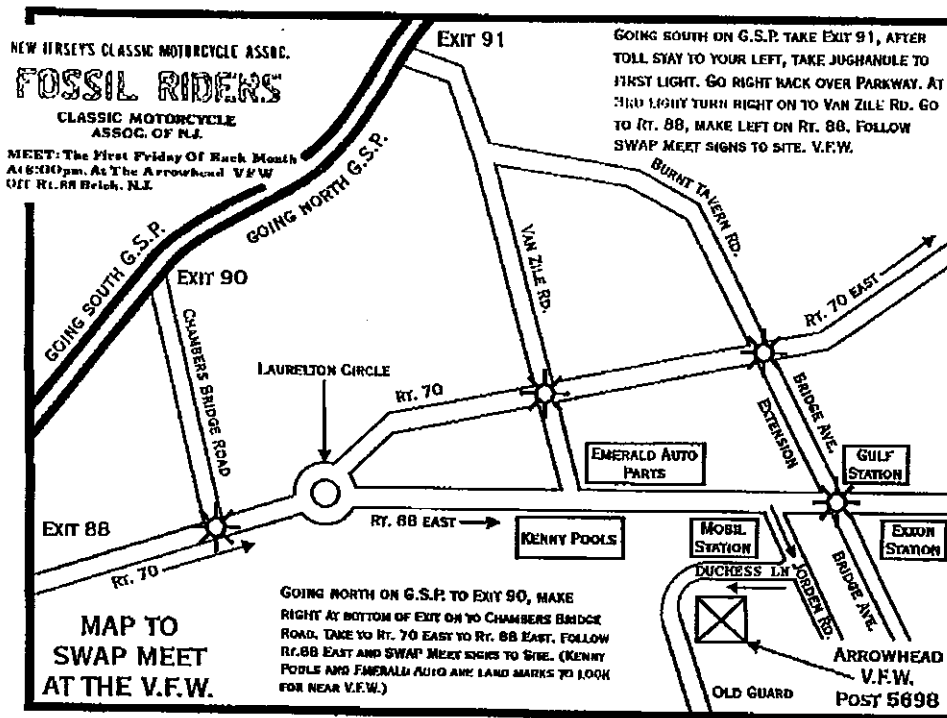 NEW JERSEY'S CLASSIC MOTORCYCLE ASSOC.
FOSSIL RIDERS
CLASSIC MOTORCYCLE
ASSOC. OF N.J.
MEET: The First Friday Of Each Month
At 8:00pm. At The Arrowhead VFW
Off Rt.88 Brick, N.J.
EXIT 91
GOING SOUTH ON G.S.P. TAKE EXIT 91, AFTER
TOLL STAY TO YOUR LEFT, TAKE JUGHANDLE TO
FIRST LIGHT. GO RIGHT BACK OVER PARKWAY. AT
3RD LIGHT TURN RIGHT ON TO VAN ZILE RD. GO
TO RT. 88, MAKE LEFT ON RT. 88. FOLLOW
SWAP MEET SIGNS TO SITE. V.F.W.
GOING SOUTH G.S.P.
GOING NORTH G.S.P.
BURNT TAVERN RD.
VAN ZILE RD.
RT. 70 EAST
EXIT 90
CHAMBERS BRIDGE ROAD
LAURELTON CIRCLE
RT. 70
BRIDGE AVE.
EXTENSION
EMERALD AUTO
PARTS
GULF
STATION
EXIT 88
RT. 88 EAST
KENNY POOLS
MOBIL
STATION
EXXON
STATION
RT. 70
DUCHESS LN
JORDEN RD.
BRIDGE AVE.
GOING NORTH ON G.S.P. TO EXIT 90, MAKE
RIGHT AT BOTTOM OF EXIT ON TO CHAMBERS BRIDGE
ROAD. TAKE TO RT. 70 EAST TO RT. 88 EAST. FOLLOW
RT.88 EAST AND SWAP MEET SIGNS TO SITE. (KENNY
POOLS AND EMERALD AUTO ARE LAND MARKS TO LOOK
FOR NEAR V.F.W.)
MAP TO
SWAP MEET
AT THE V.F.W.
OLD GUARD
ARROWHEAD
V.F.W.
POST 5698